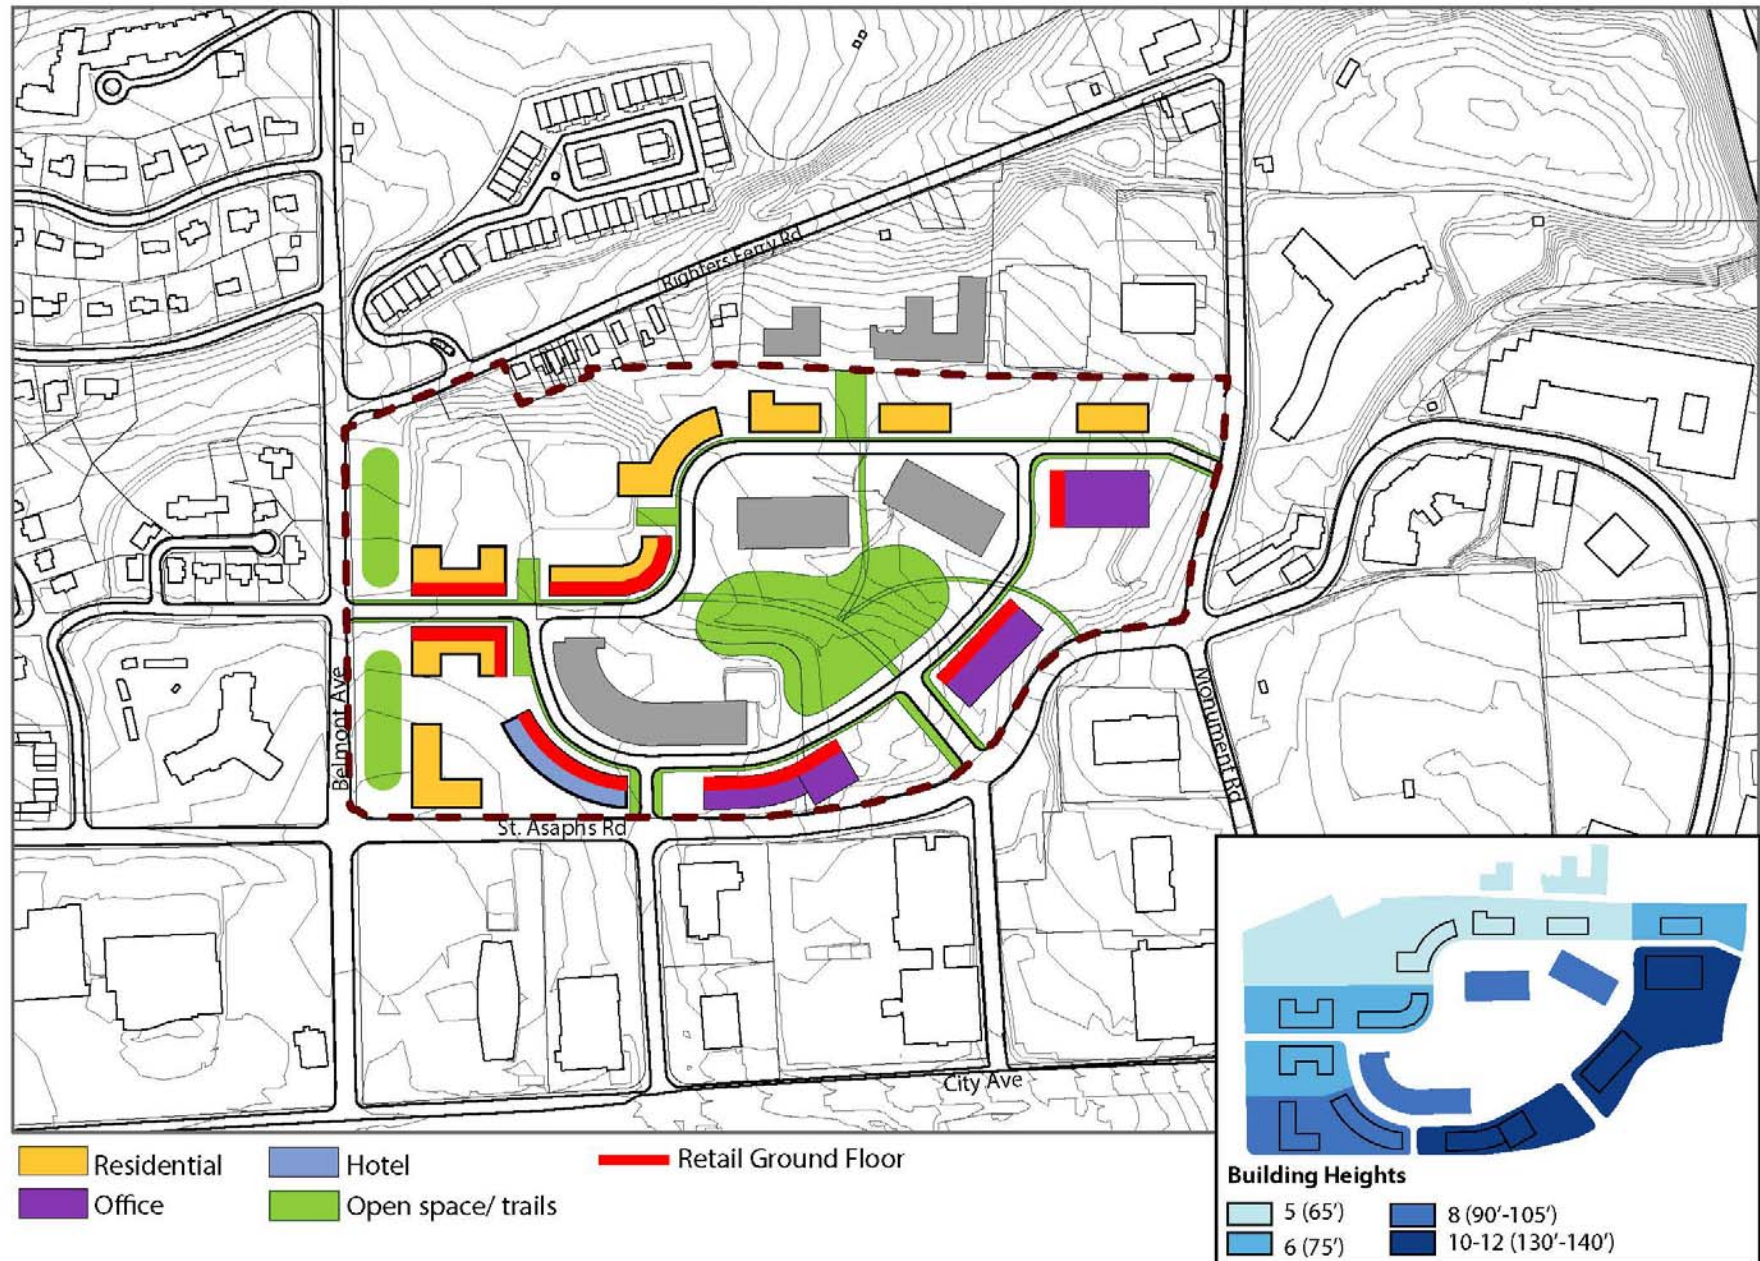 Righters Ferry Rd
Belmont Ave
Monument Rd
St. Asaphs Rd
City Ave
Residential
Hotel
Retail Ground Floor
Office
Open space/ trails
Building Heights
5 (65')
8 (90'-105')
6 (75')
10-12 (130'-140')